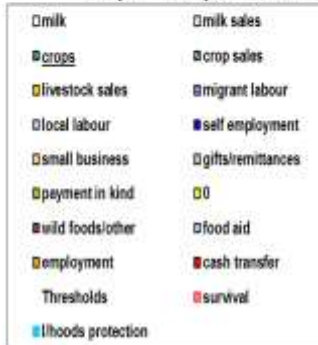 milk milk sales
crops crop sales
livestock sales migrant labour
local labour self employment
small business gifts/remittances
payment in kind 0
wild foods/other food aid
employment cash transfer
Thresholds survival
l/hoods protection